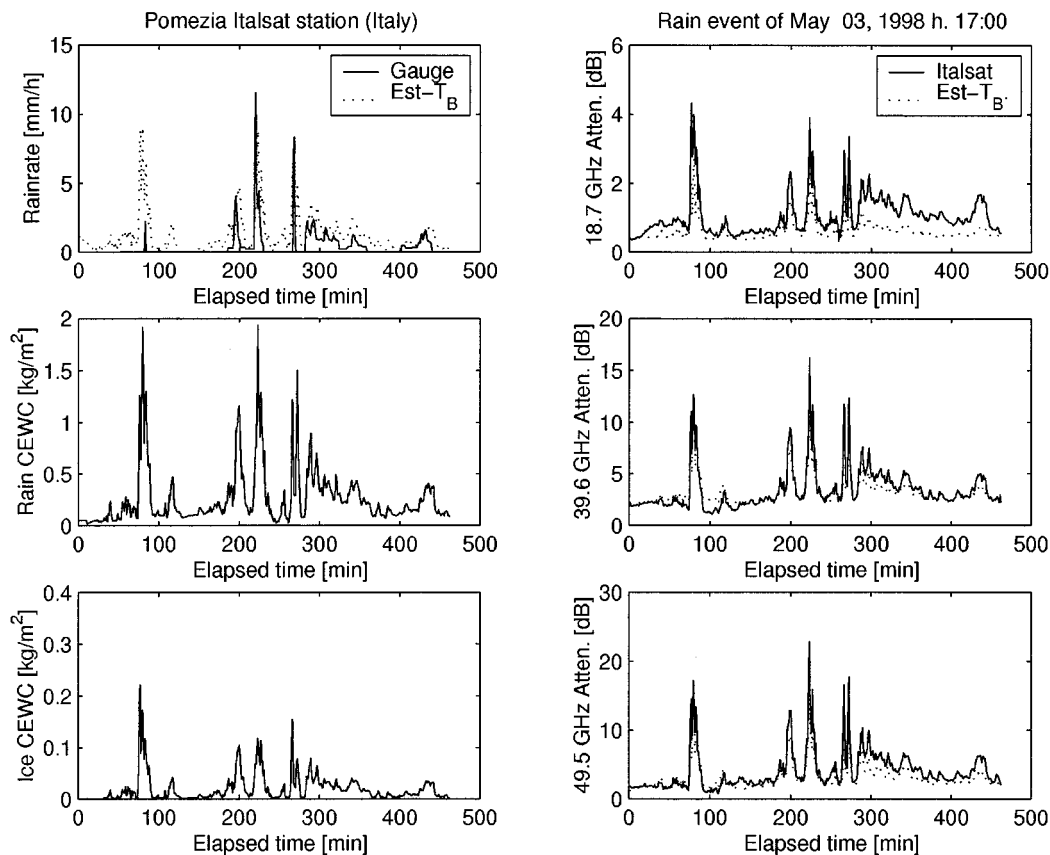 Pomezia Italsat station (Italy)
Rainrate [mm/h]
15
10
5
0
Gauge
Est-T_B
0 100 200 300 400 500
Elapsed time [min]
Rain CEWC [kg/m²]
2
1.5
1
0.5
0
0 100 200 300 400 500
Elapsed time [min]
Ice CEWC [kg/m²]
0.4
0.3
0.2
0.1
0
0 100 200 300 400 500
Elapsed time [min]
Rain event of May 03, 1998 h. 17:00
18.7 GHz Atten. [dB]
6
4
2
0
Italsat
Est-T_B
0 100 200 300 400 500
Elapsed time [min]
39.6 GHz Atten. [dB]
20
15
10
5
0
0 100 200 300 400 500
Elapsed time [min]
49.5 GHz Atten. [dB]
30
20
10
0
0 100 200 300 400 500
Elapsed time [min]